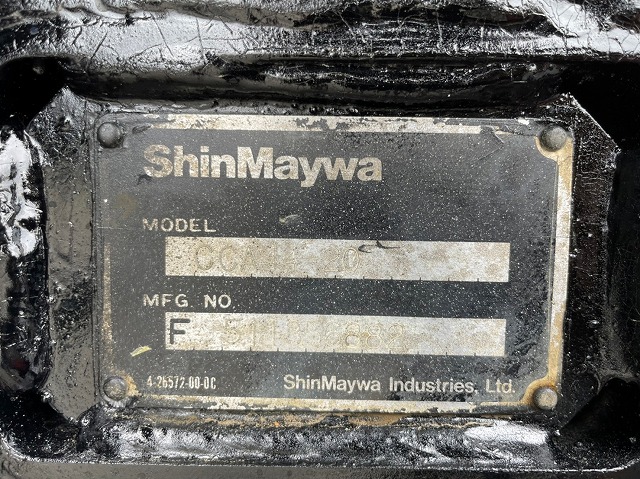 ShinMaywa
MODEL
MFG NO
F
4-26572-00-0C
ShinMaywa Industries, Ltd.